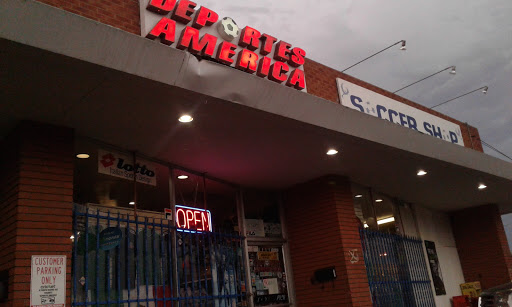 DEPORTES
AMERICA
SOCCER SHOP
lotto
OPEN
CUSTOMER
PARKING
ONLY